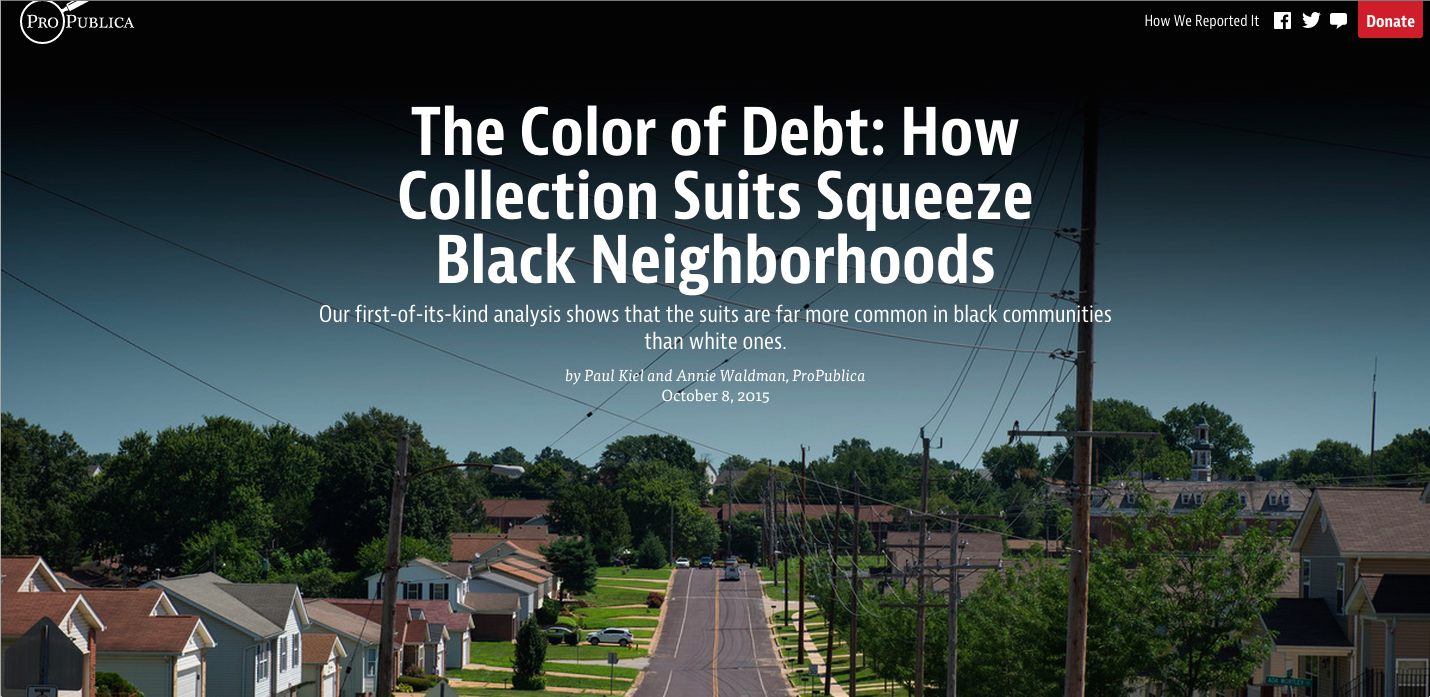 PROPUBLICA
How We Reported It
Donate
The Color of Debt: How
Collection Suits Squeeze
Black Neighborhoods
Our first-of-its-kind analysis shows that the suits are far more common in black communities
than white ones.
by Paul Kiel and Annie Waldman, ProPublica
October 8, 2015